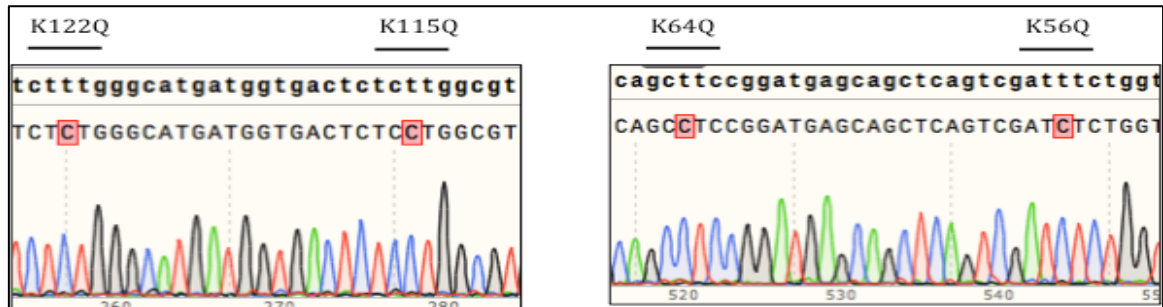 K122Q K115Q K64Q K56Q
tctttgggcatgatggtgactctcttggcgt cagcttccggatgagcagctcagtcgatttctggt
TCTCTGGGCATGATGGTGACTCTCCTGGCGT CAGCCTCCGGATGAGCAGCTCAGTCGATCTCTGGT
270 280 520 530 540